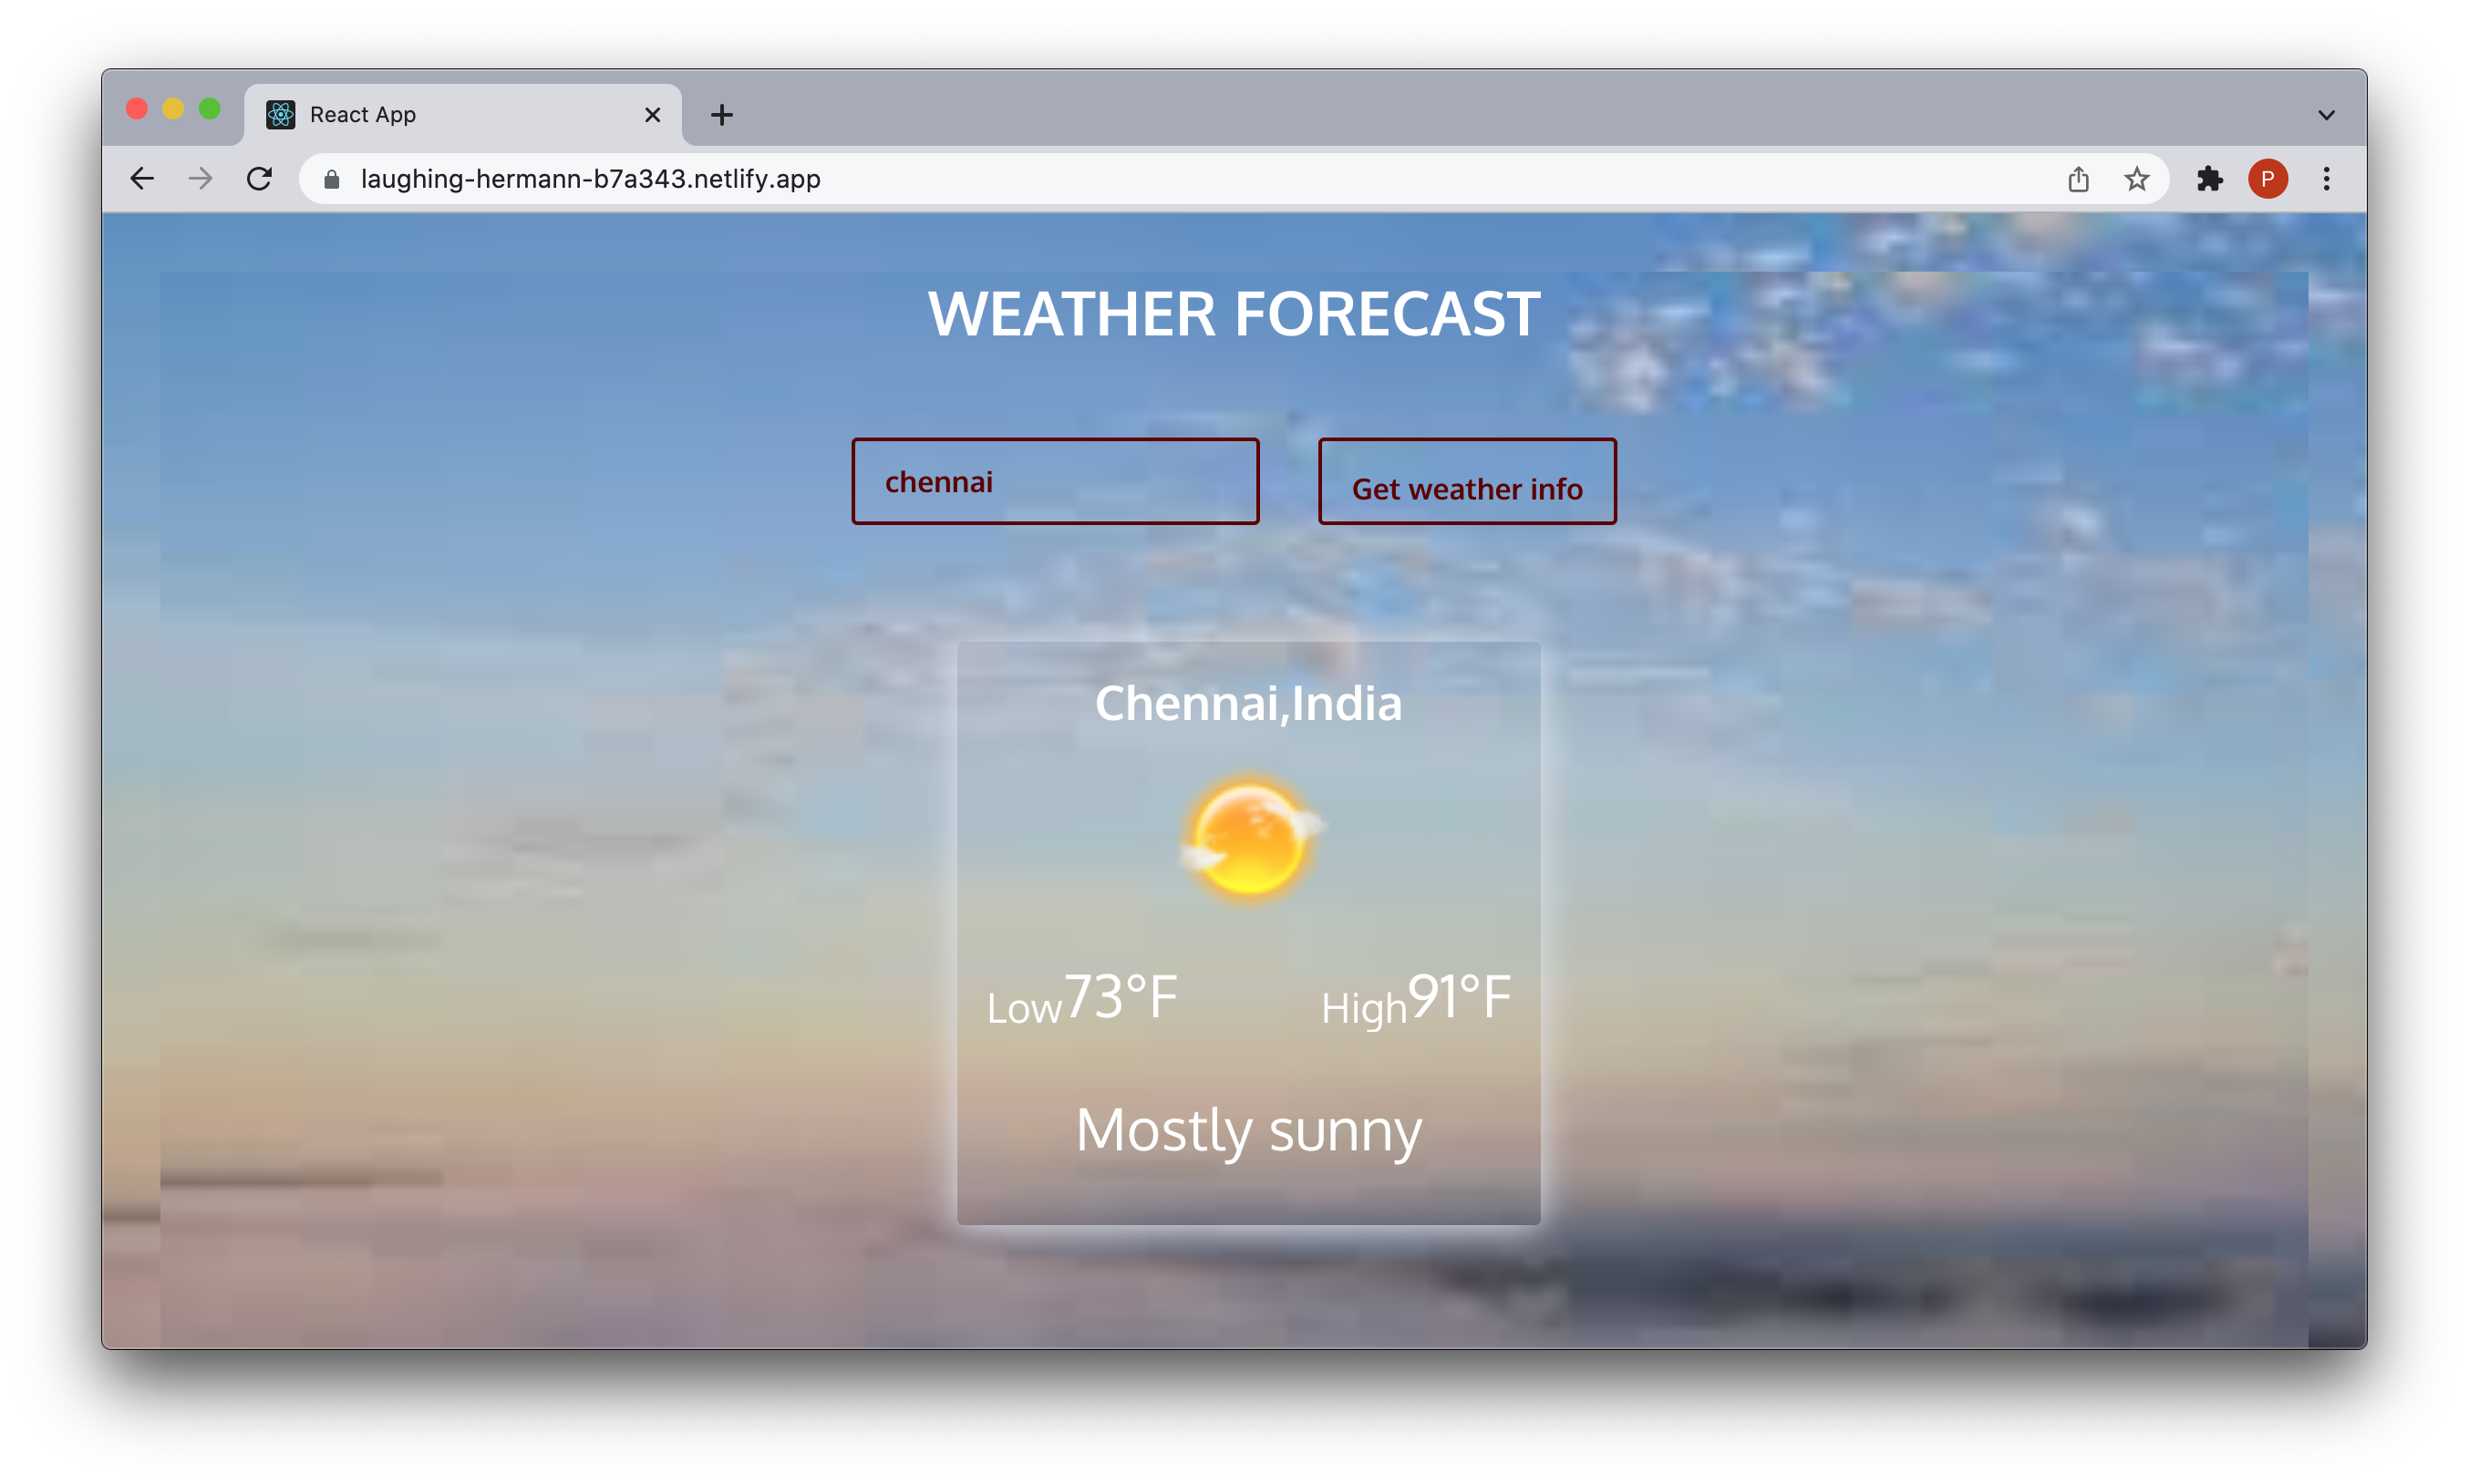 React App
laughing-hermann-b7a343.netlify.app
P
WEATHER FORECAST
chennai
Get weather info
Chennai,India
Low73°F High91°F
Mostly sunny